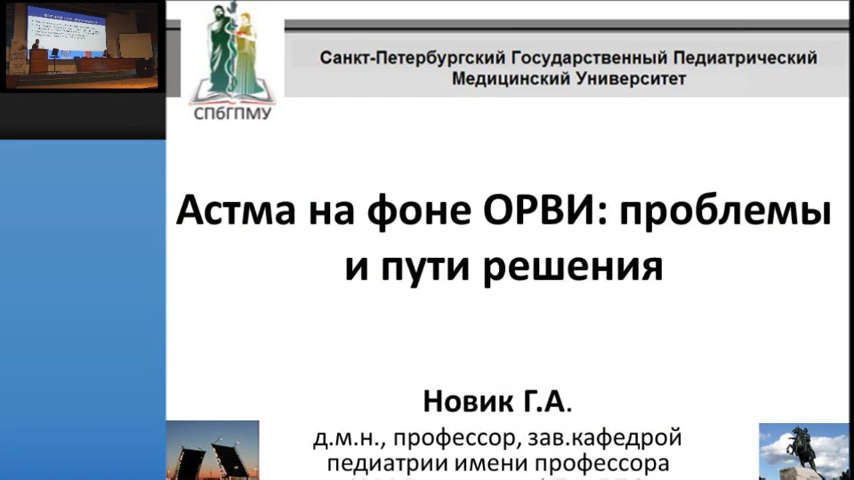 Санкт-Петербургский Государственный Педиатрический
Медицинский Университет
СПбГПМУ
Астма на фоне ОРВИ: проблемы
и пути решения
Новик Г.А.
д.м.н., профессор, зав.кафедрой
педиатрии имени профессора